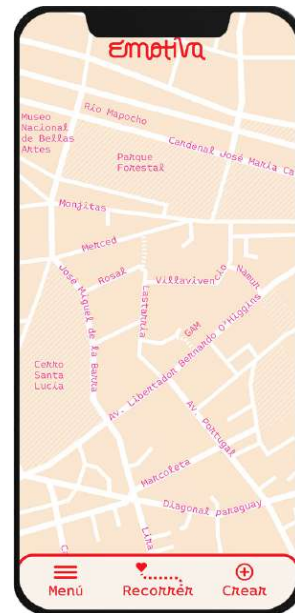 Emotiva
Río Mapocho
Museo
Nacional
de Bellas
Artes
Cardenal José María Ca
Parque
Forestal
Monjitas
Merced
José Miguel de la Barra
Rosal
Villavivencio
Namur
Lastarria
GAM
Av. Libertador Bernardo O'Higgins
Cerro
Santa
Lucía
Av. Portugal
Marcoleta
Diagonal Paraguay
Lira
Menú
Recorrer
Crear